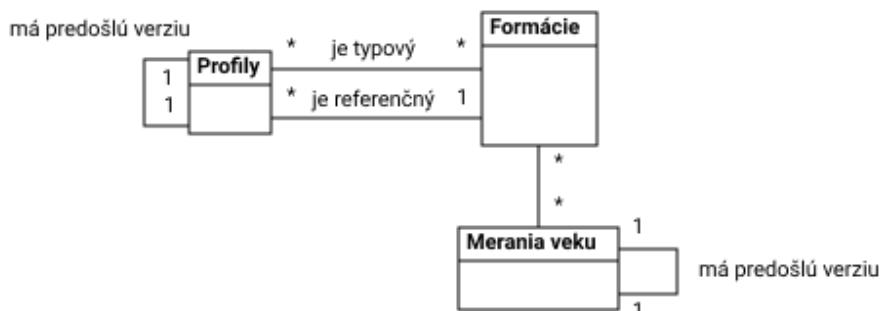 má predošlú verziu
Profily
1
1
* je typový *
* je referenčný 1
Formácie
*
*
Merania veku
1
má predošlú verziu
1